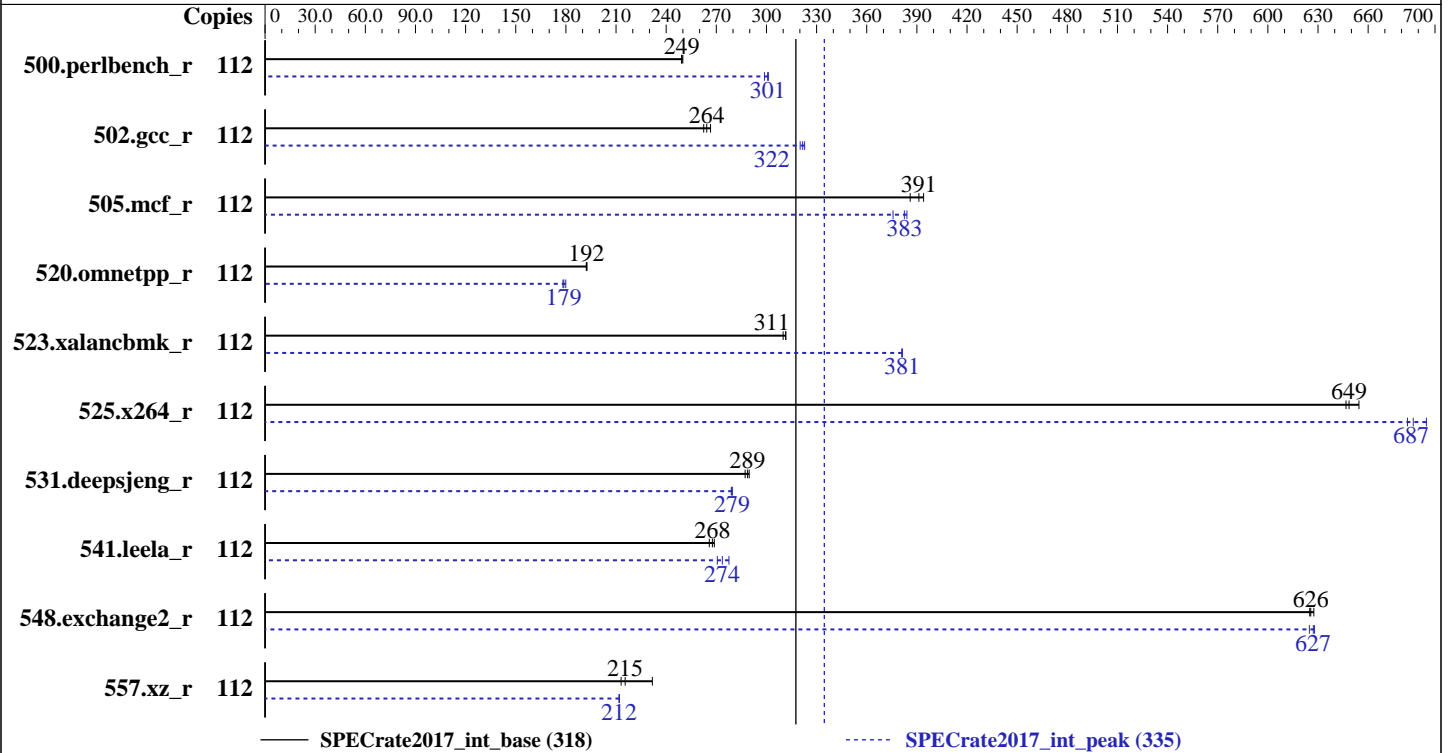 Copies 0 30.0 60.0 90.0 120 150 180 210 240 270 300 330 360 390 420 450 480 510 540 570 600 630 660 700
500.perlbench_r 112 249
301
502.gcc_r 112 264
322
505.mcf_r 112 391
383
520.omnetpp_r 112 192
179
523.xalancbmk_r 112 311
381
525.x264_r 112 649
687
531.deepsjeng_r 112 289
279
541.leela_r 112 268
274
548.exchange2_r 112 626
627
557.xz_r 112 215
212
SPECrate2017_int_base (318) SPECrate2017_int_peak (335)